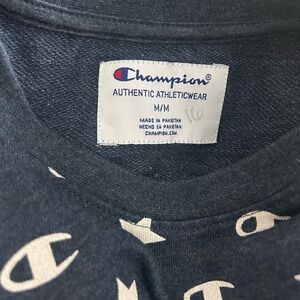 Champion®
AUTHENTIC ATHLETICWEAR
M/M
MADE IN PAKISTAN
HECHO EN PAKISTAN
CHAMPION.COM
16